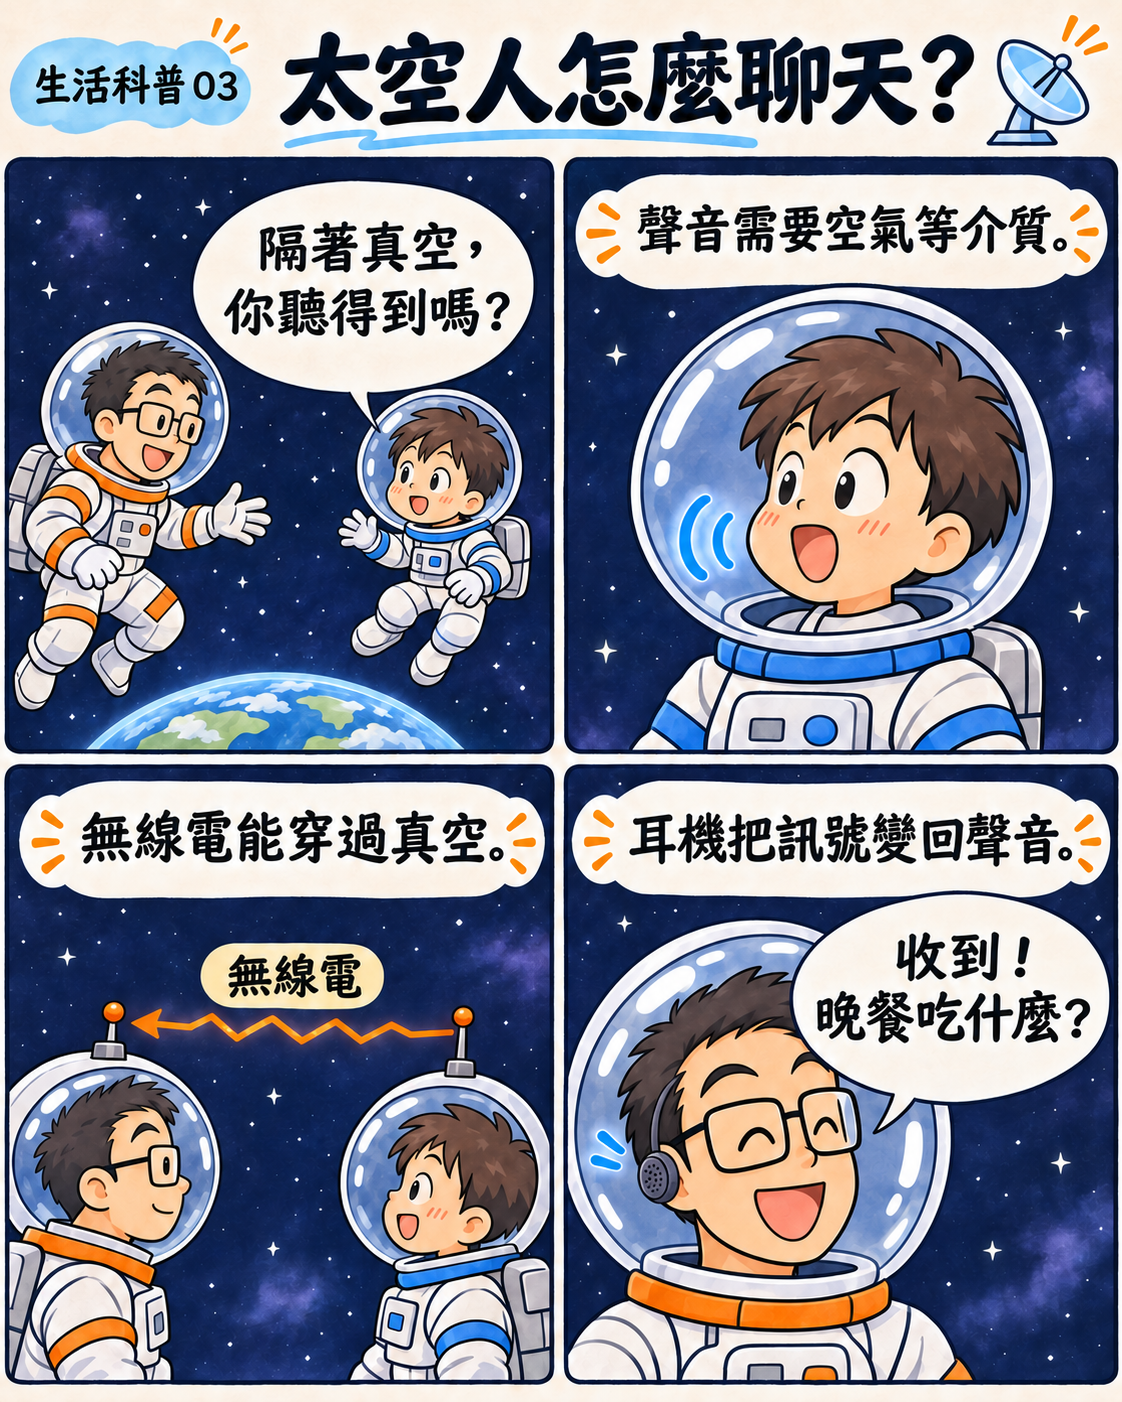 生活科普 03
太空人怎麼聊天？
隔著真空，
你聽得到嗎？
聲音需要空氣等介質。
無線電能穿過真空。
無線電
耳機把訊號變回聲音。
收到！
晚餐吃什麼？